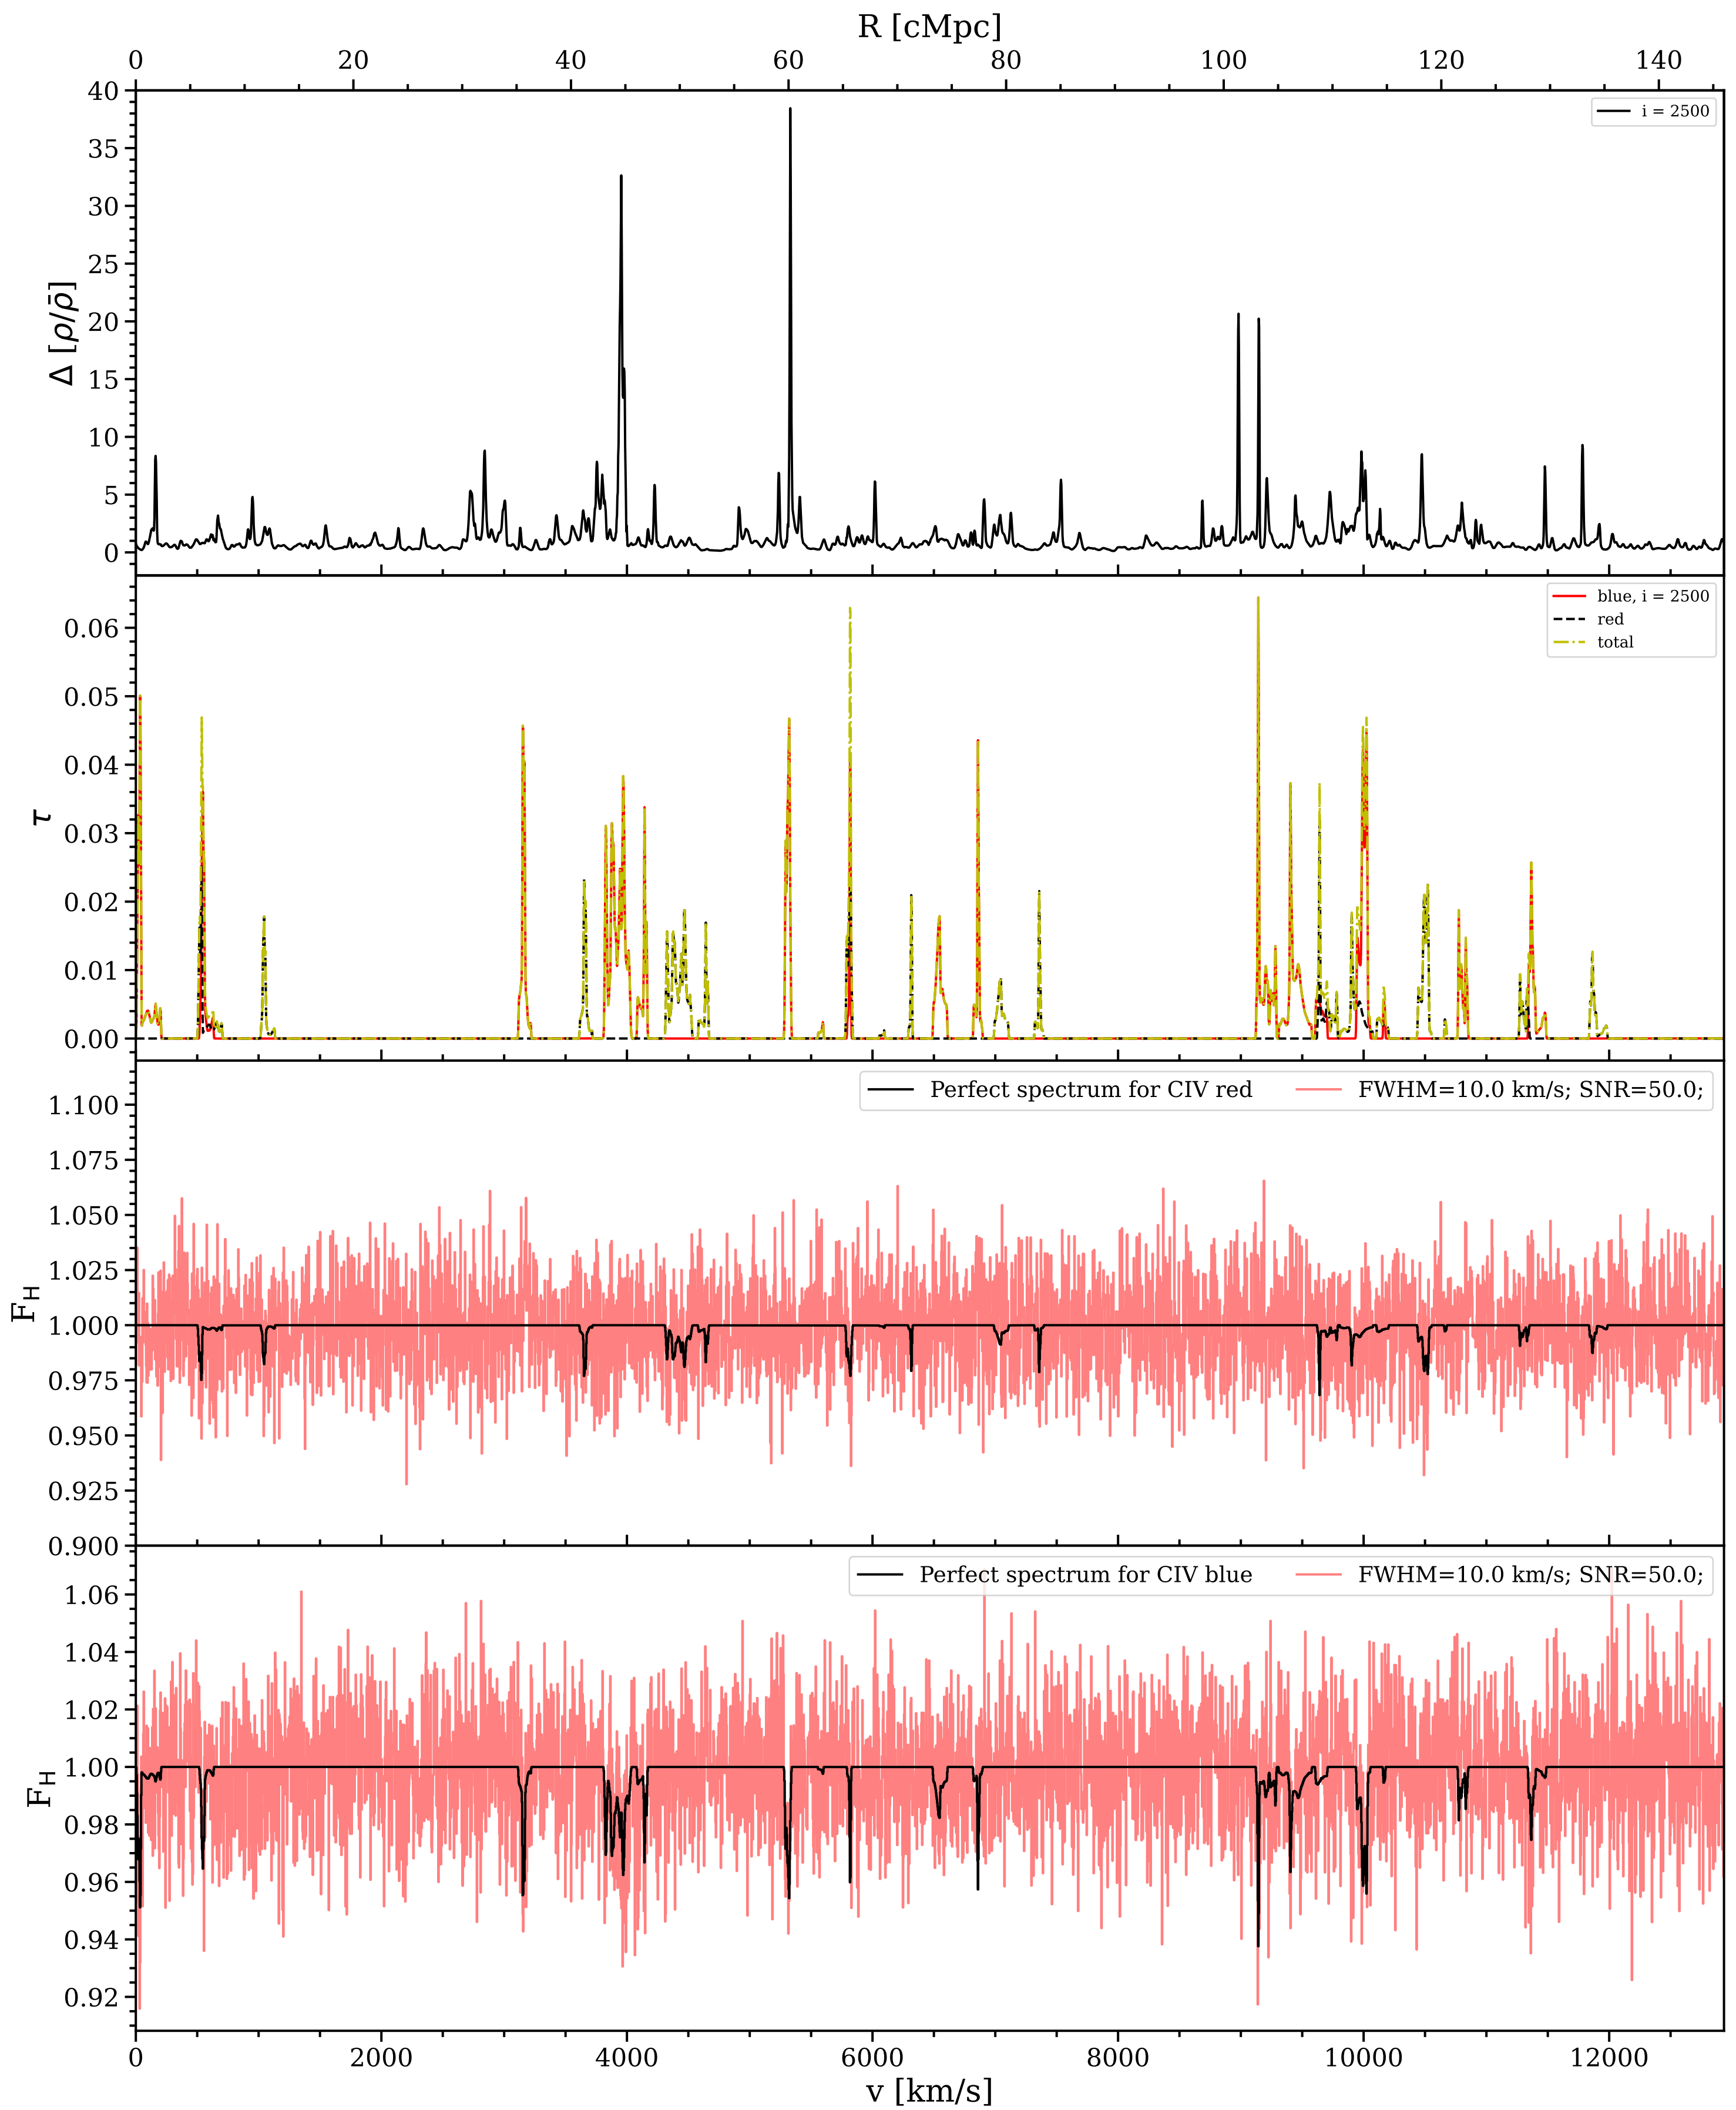 R [cMpc]
0 20 40 60 80 100 120 140
40
35
30
25
20
15
10
5
0
Δ [ρ/ρ̄]
i = 2500
0.06
0.05
0.04
0.03
0.02
0.01
0.00
τ
blue, i = 2500
red
total
1.100
1.075
1.050
1.025
1.000
0.975
0.950
0.925
0.900
F_H
Perfect spectrum for CIV red FWHM=10.0 km/s; SNR=50.0;
1.06
1.04
1.02
1.00
0.98
0.96
0.94
0.92
F_H
Perfect spectrum for CIV blue FWHM=10.0 km/s; SNR=50.0;
0 2000 4000 6000 8000 10000 12000
v [km/s]